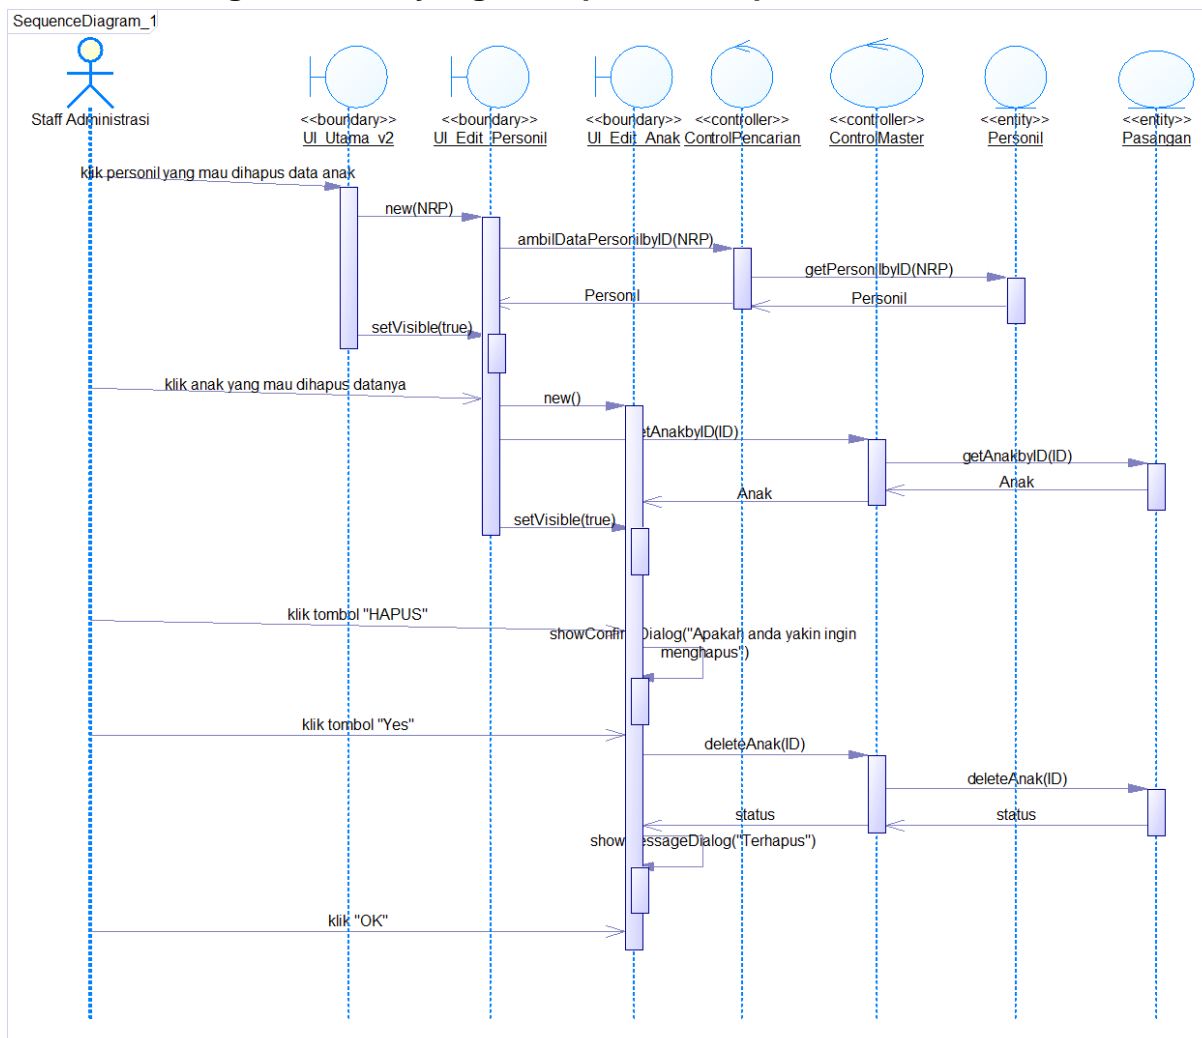 SequenceDiagram_1
Staff Administrasi
<<boundary>>
UI_Utama_v2
<<boundary>>
UI_Edit_Personil
<<boundary>>
UI_Edit_Anak
<<controller>>
ControlPencarian
<<controller>>
ControlMaster
<<entity>>
Personil
<<entity>>
Pasangan
klik personil yang mau dihapus data anak
new(NRP)
ambilDataPersonilbyID(NRP)
getPersonilbyID(NRP)
Personil
Personil
setVisible(true)
klik anak yang mau dihapus datanya
new()
etAnakbyID(ID)
getAnakbyID(ID)
Anak
Anak
setVisible(true)
klik tombol "HAPUS"
showConfirmDialog("Apakah anda yakin ingin
menghapus")
klik tombol "Yes"
deleteAnak(ID)
deleteAnak(ID)
status
status
showMessageDialog("Terhapus")
klik "OK"